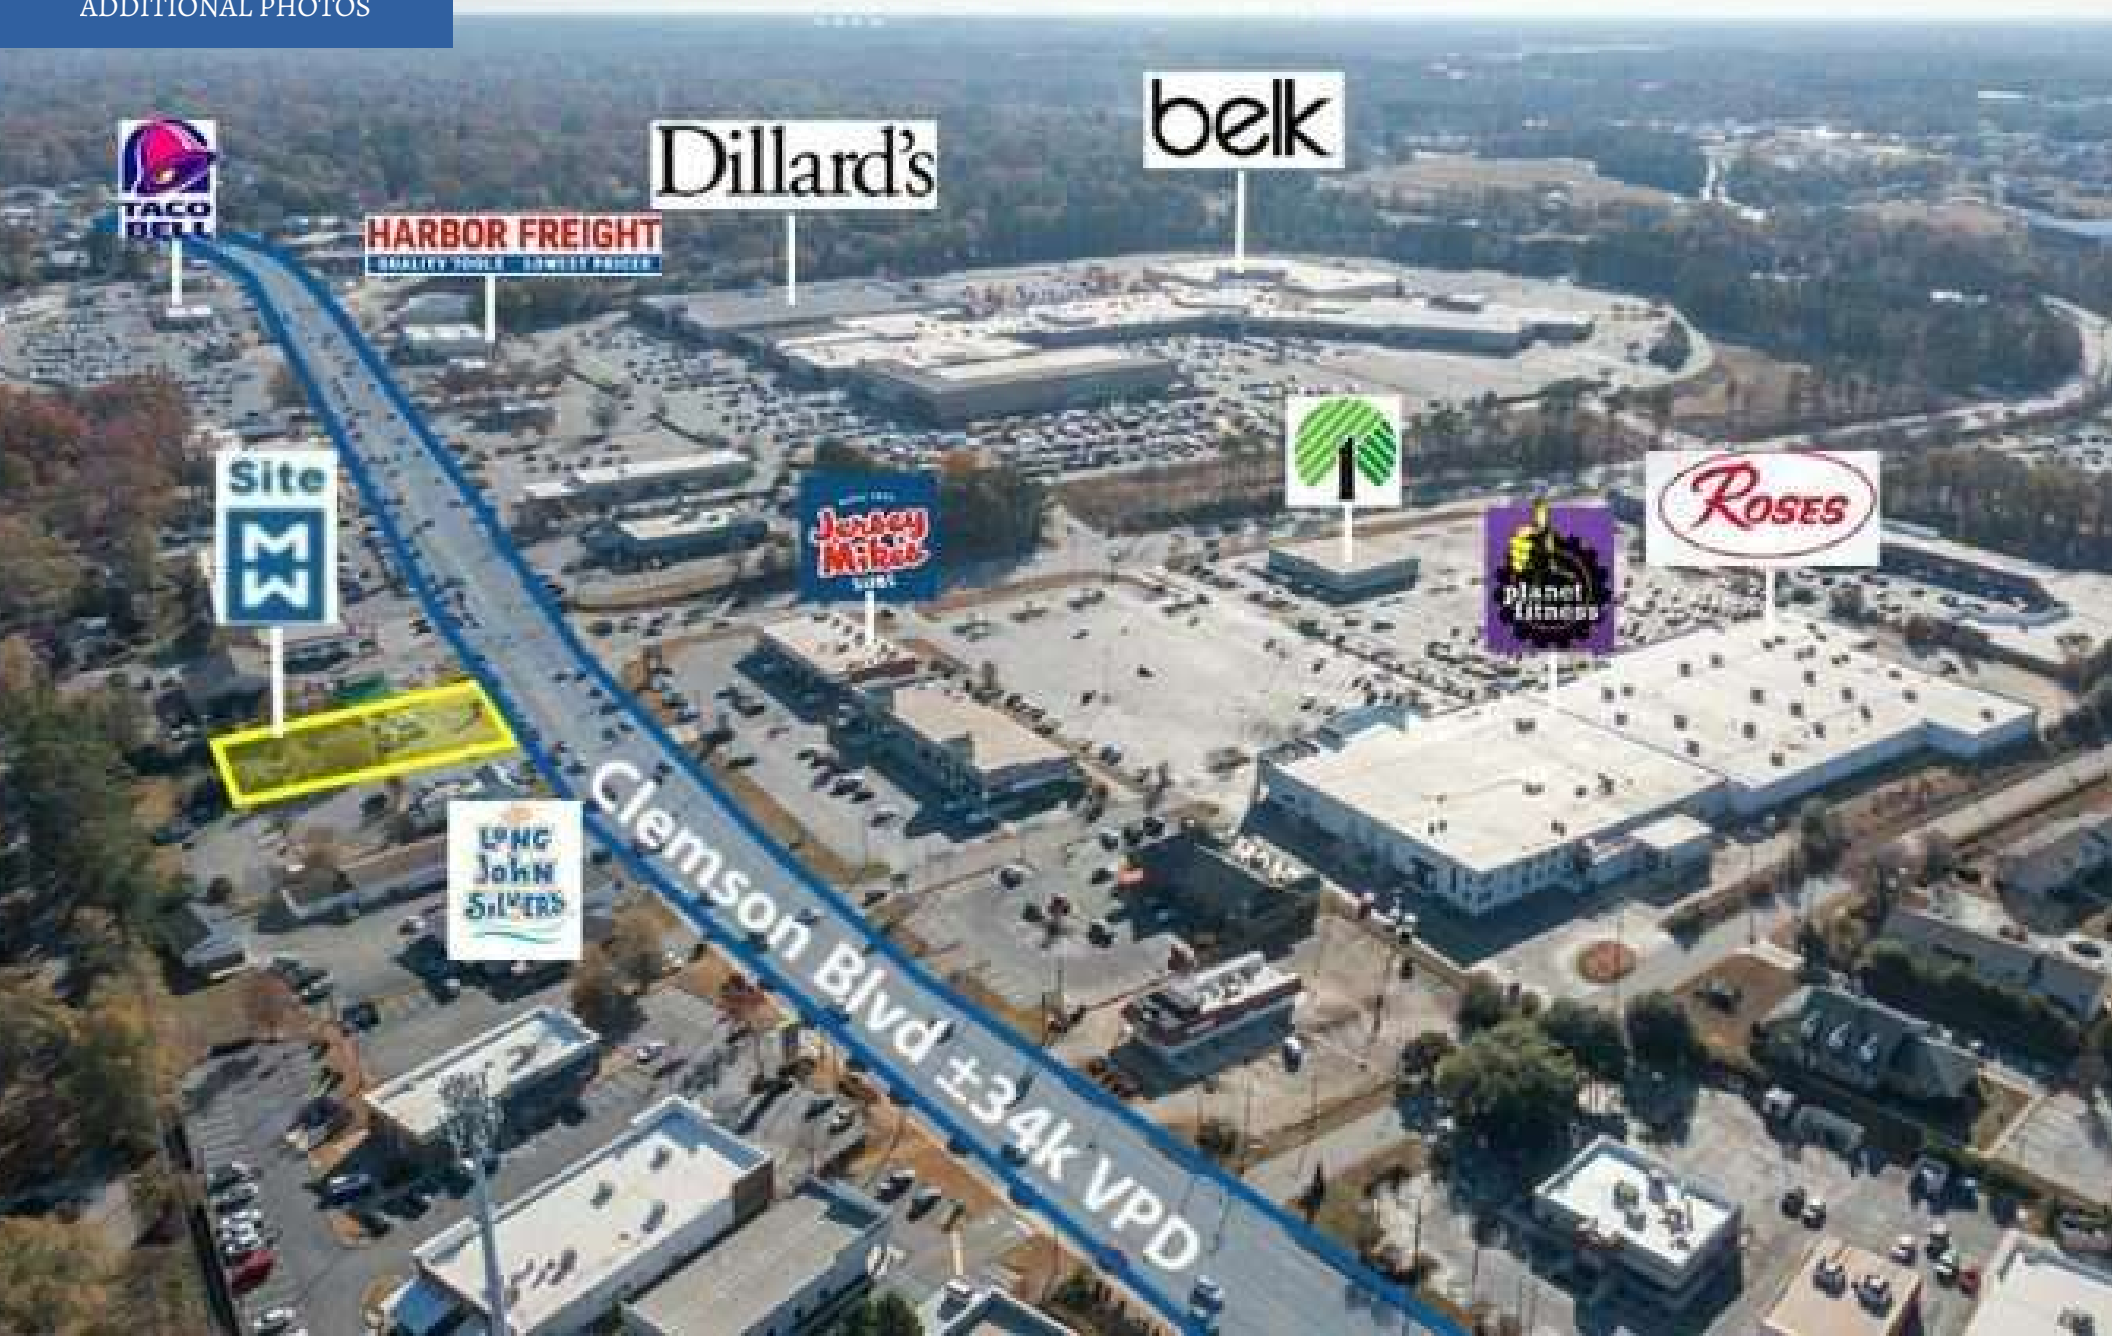 ADDITIONAL PHOTOS
belk
Dillard's
TACO
BELL
HARBOR FREIGHT
QUALITY TOOLS LOWEST PRICES
Site
MW
Jersey
Mike's
SUBS
ROSES
planet
fitness
LONG
John
SILVER'S
Clemson Blvd ±34k VPD